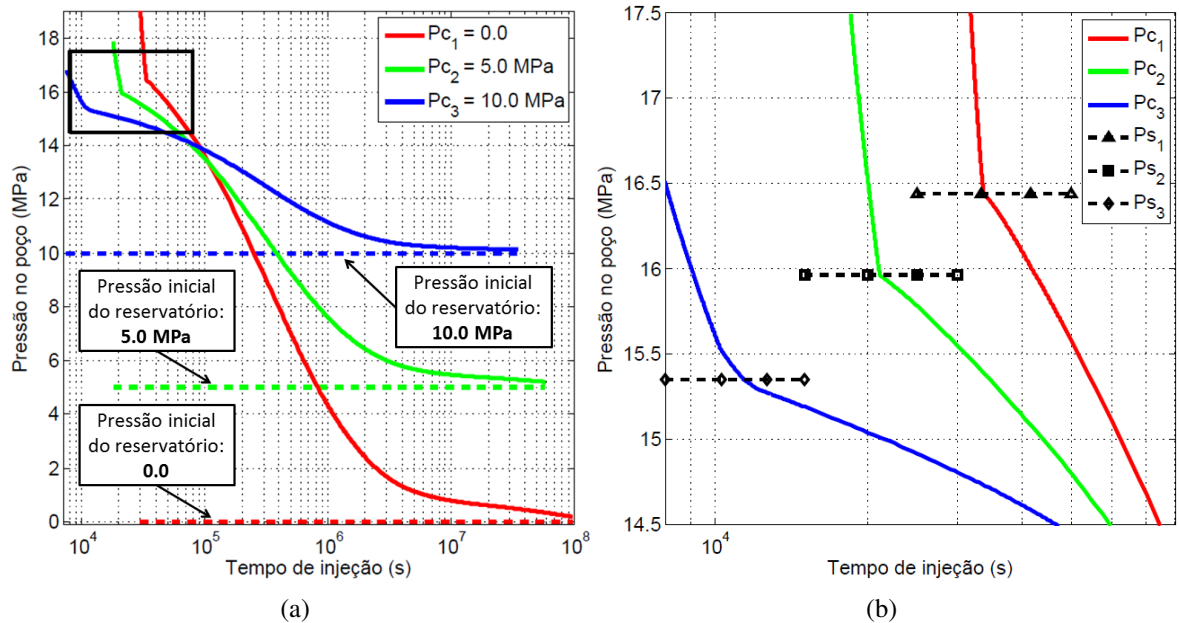 Pressão no poço (MPa)
18
16
14
12
10
8
6
4
2
0
Pc1 = 0.0
Pc2 = 5.0 MPa
Pc3 = 10.0 MPa
Pressão inicial
do reservatório:
5.0 MPa
Pressão inicial
do reservatório:
10.0 MPa
Pressão inicial
do reservatório:
0.0
10^4
10^5
10^6
10^7
10^8
Tempo de injeção (s)
(a)
Pressão no poço (MPa)
17.5
17
16.5
16
15.5
15
14.5
Pc1
Pc2
Pc3
Ps1
Ps2
Ps3
10^4
Tempo de injeção (s)
(b)